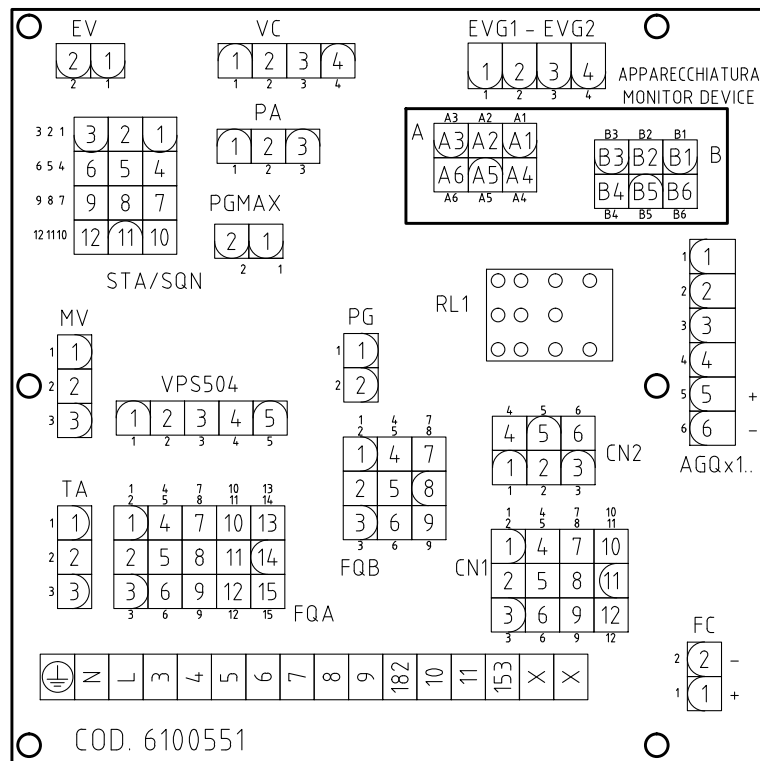 EV
2 1
2 1
VC
1 2 3 4
1 2 3 4
EVG1 - EVG2
1 2 3 4
1 2 3 4
APPARECCHIATURA
MONITOR DEVICE
3 2 1
3 2 1
6 5 4
6 5 4
9 8 7
9 8 7
12 11 10
12 11 10
STA/SQN
PA
1 2 3
1 2 3
PGMAX
2 1
2 1
A
A3 A2 A1
A3 A2 A1
A6 A5 A4
A6 A5 A4
B3 B2 B1
B3 B2 B1
B
B4 B5 B6
B4 B5 B6
RL1
1 1
2 2
3 3
4 4
5 5 +
6 6 -
AGQx1..
MV
1 1
2 2
3 3
VPS504
1 2 3 4 5
1 2 3 4 5
PG
1 1
2 2
4 5 6
4 5 6
1 2 3
1 2 3
CN2
1 4 7
2 5 8
1 4 7
2 5 8
3 6 9
3 6 9
FQB
TA
1 1
2 2
3 3
1 4 7 10 13
2 5 8 11 14
1 4 7 10 13
2 5 8 11 14
3 6 9 12 15
3 6 9 12 15
FQA
1 4 7 10
2 5 8 11
CN1
1 4 7 10
2 5 8 11
3 6 9 12
3 6 9 12
FC
2 2 -
1 1 +
N L 3 4 5 6 7 8 9 182 10 11 153 X X
COD. 6100551